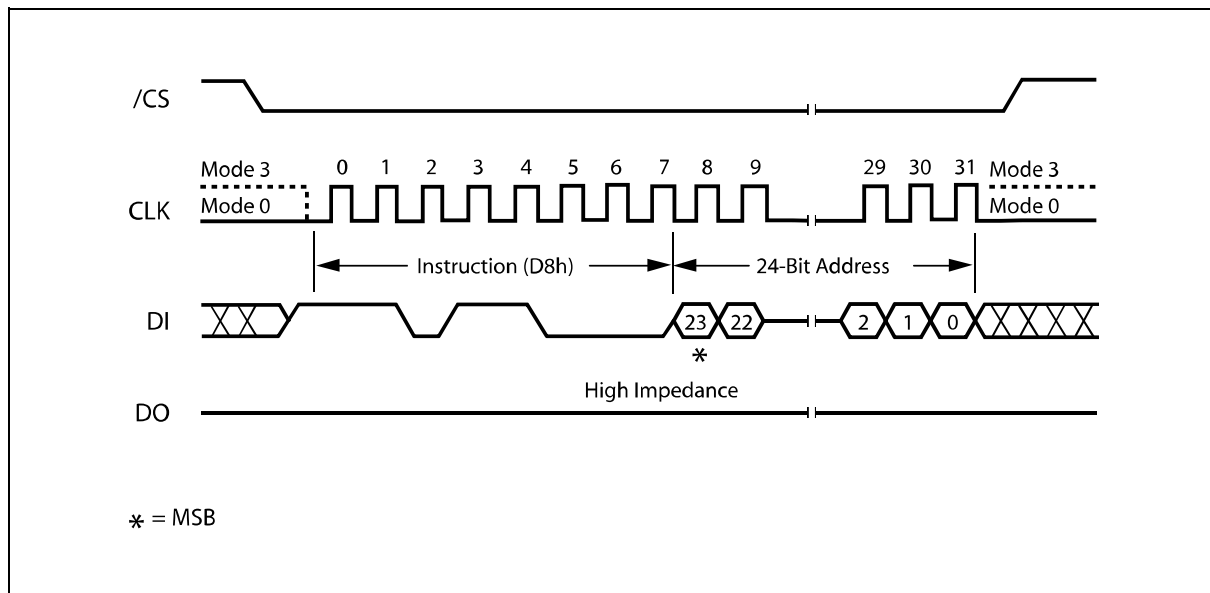 /CS
Mode 3 0 1 2 3 4 5 6 7 8 9 29 30 31 Mode 3
CLK Mode 0 Mode 0
Instruction (D8h) 24-Bit Address
DI 23 22 2 1 0
*
High Impedance
DO
* = MSB